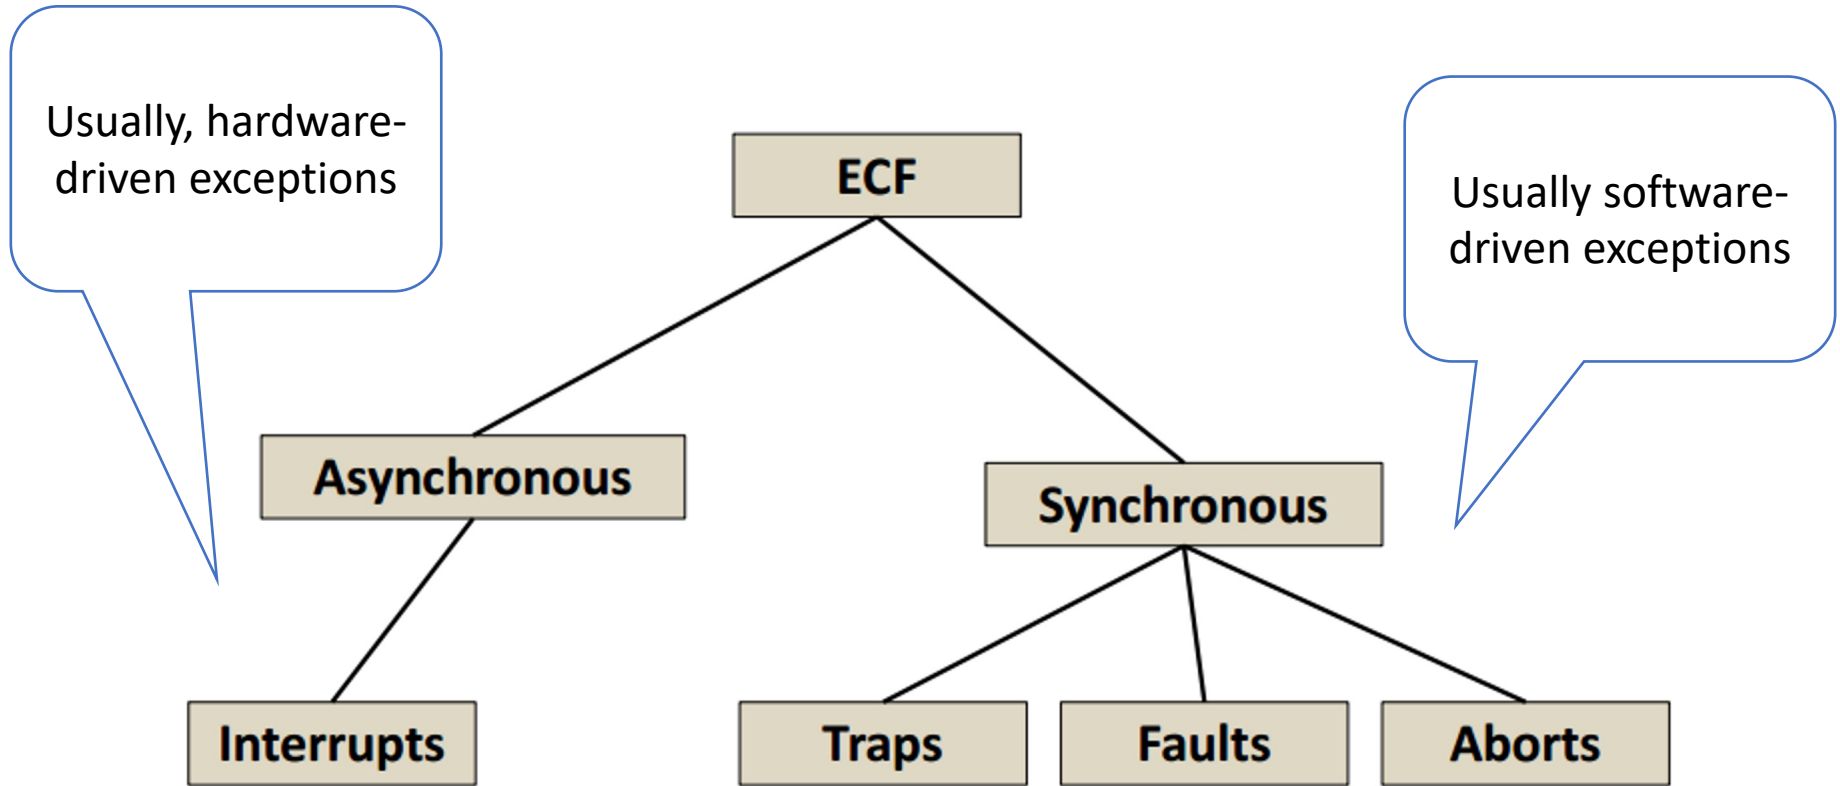 Usually, hardware-
driven exceptions
ECF
Usually software-
driven exceptions
Asynchronous
Synchronous
Interrupts
Traps
Faults
Aborts